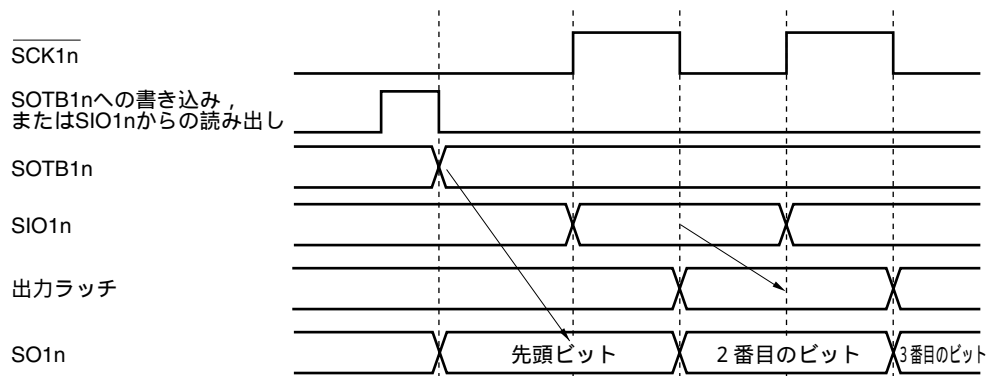 SCK1n
SOTB1nへの書き込み，
またはSIO1nからの読み出し
SOTB1n
SIO1n
出力ラッチ
SO1n
先頭ビット
2番目のビット
3番目のビット